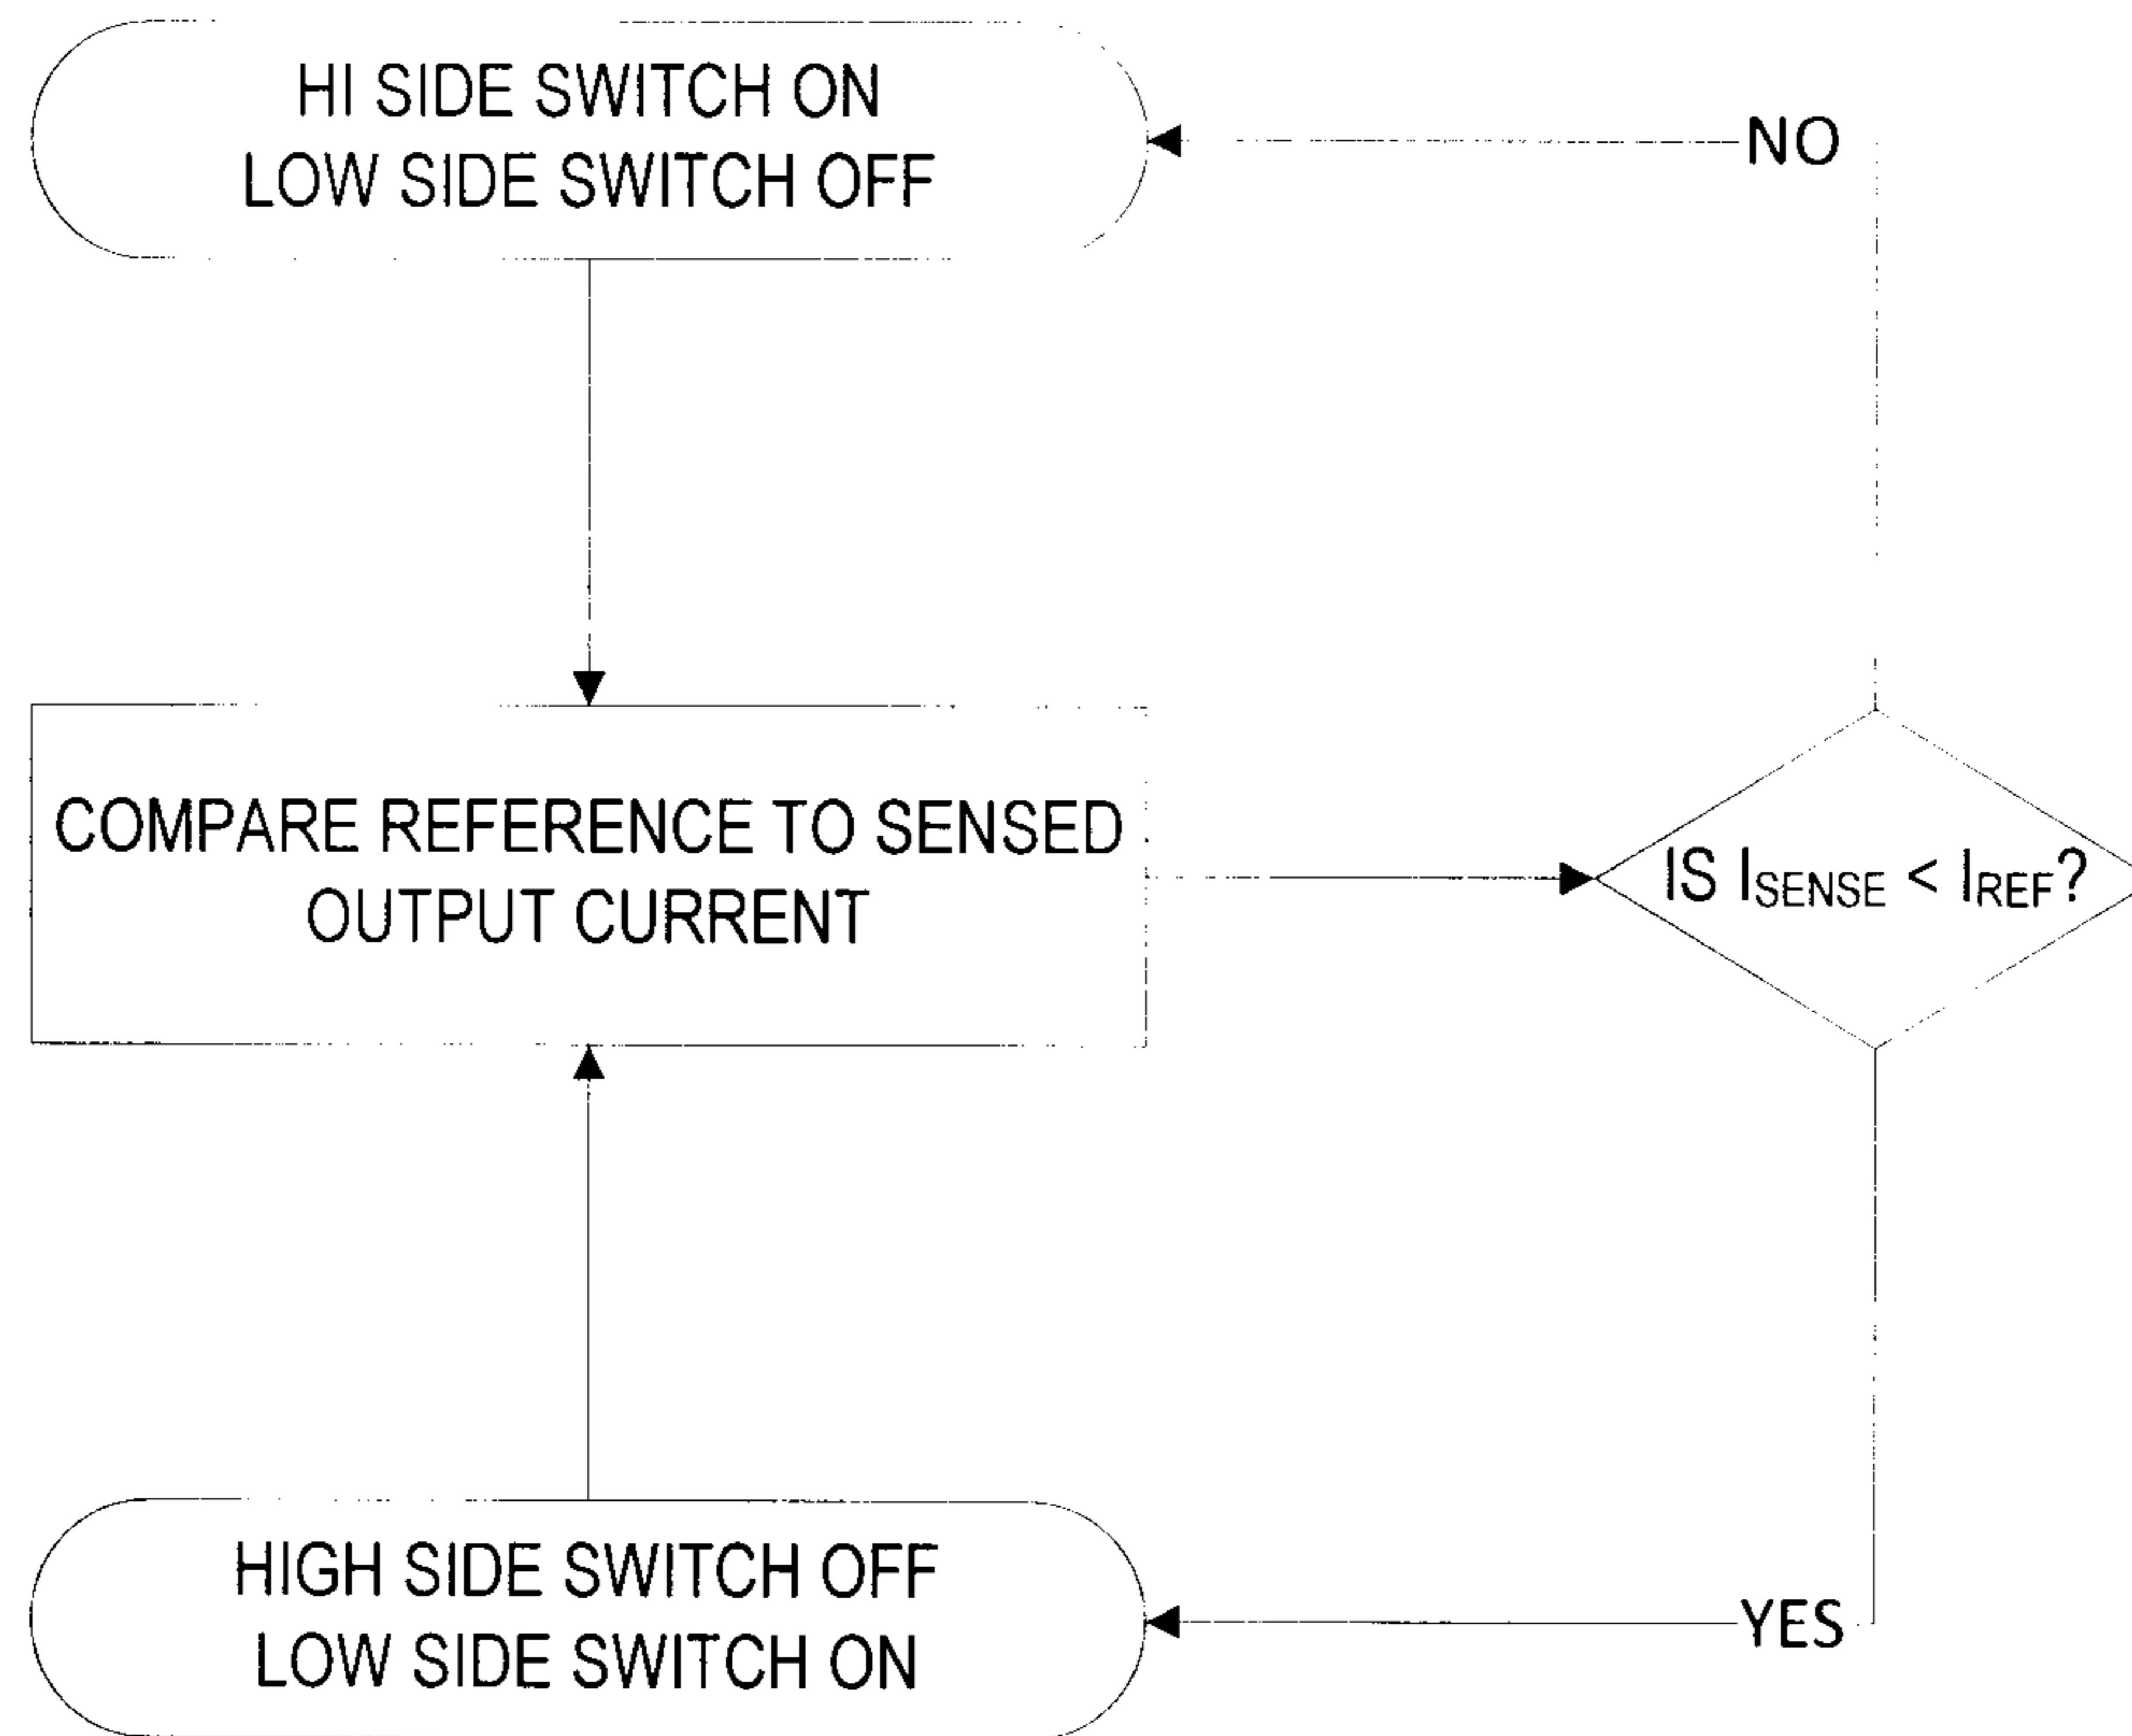 HI SIDE SWITCH ON
LOW SIDE SWITCH OFF
NO
COMPARE REFERENCE TO SENSED
OUTPUT CURRENT
IS ISENSE < IREF?
HIGH SIDE SWITCH OFF
LOW SIDE SWITCH ON
YES